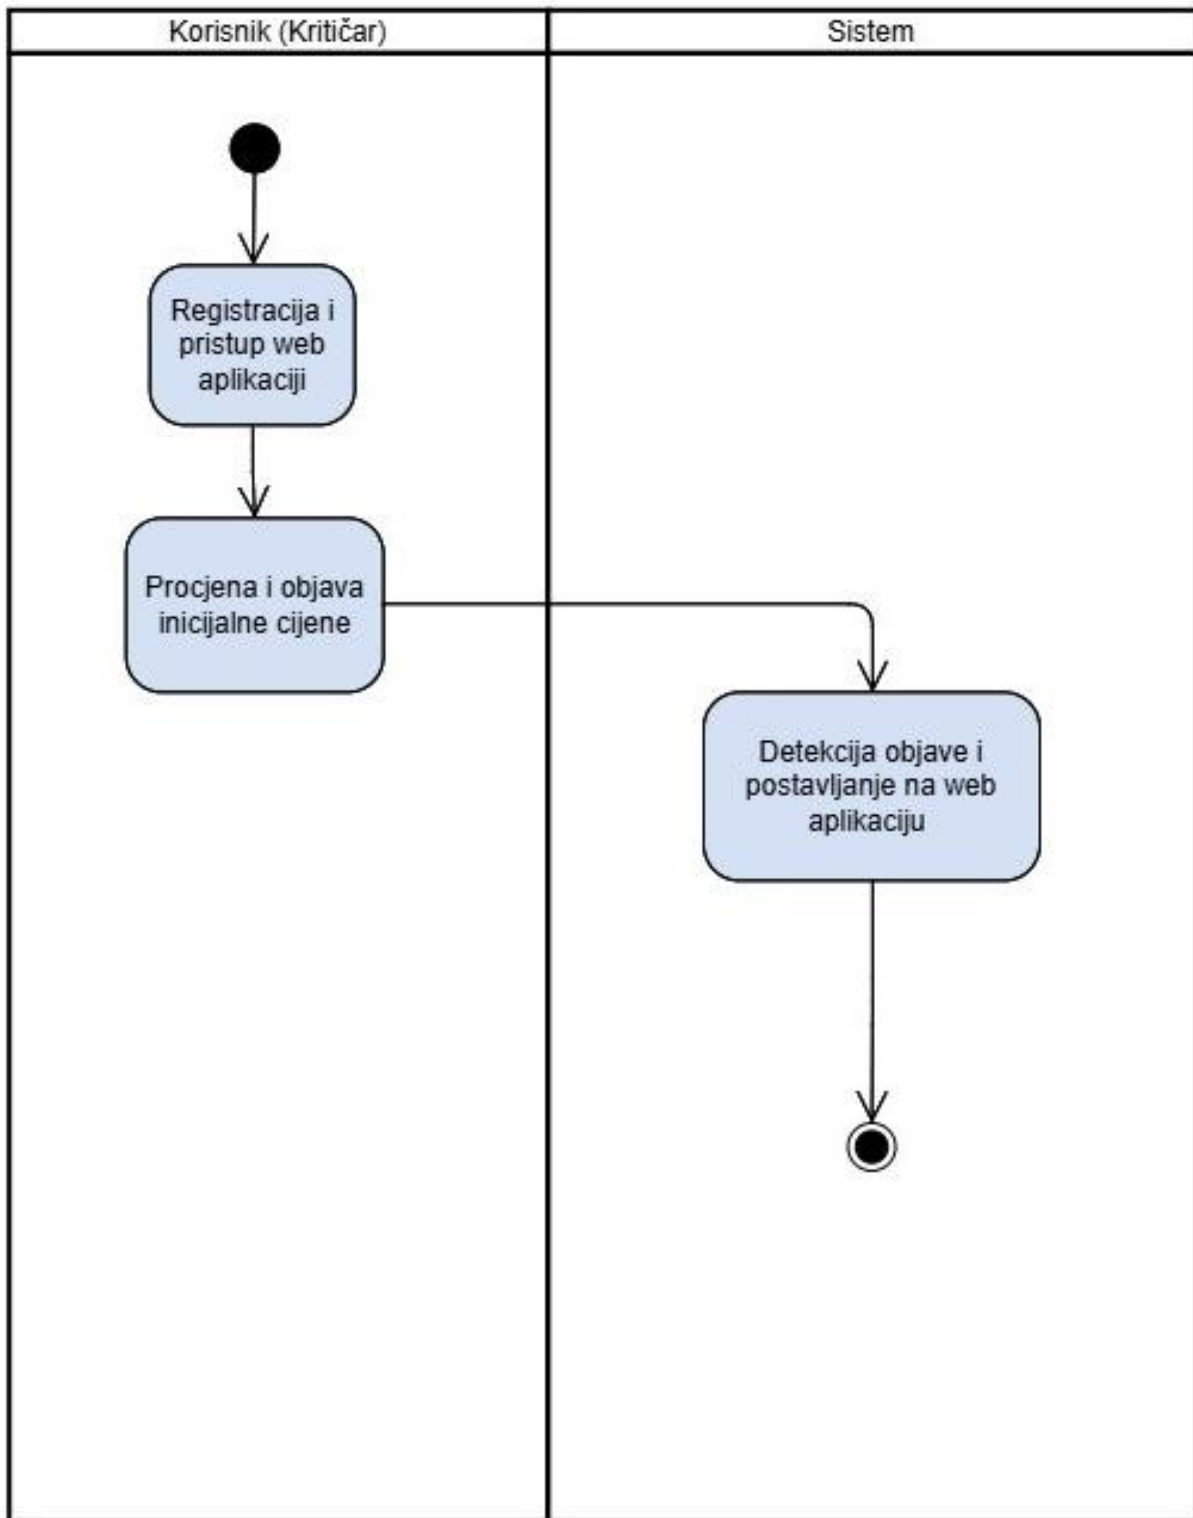 Korisnik (Kritičar)
Sistem
Registracija i
pristup web
aplikaciji
Procjena i objava
inicijalne cijene
Detekcija objave i
postavljanje na web
aplikaciju